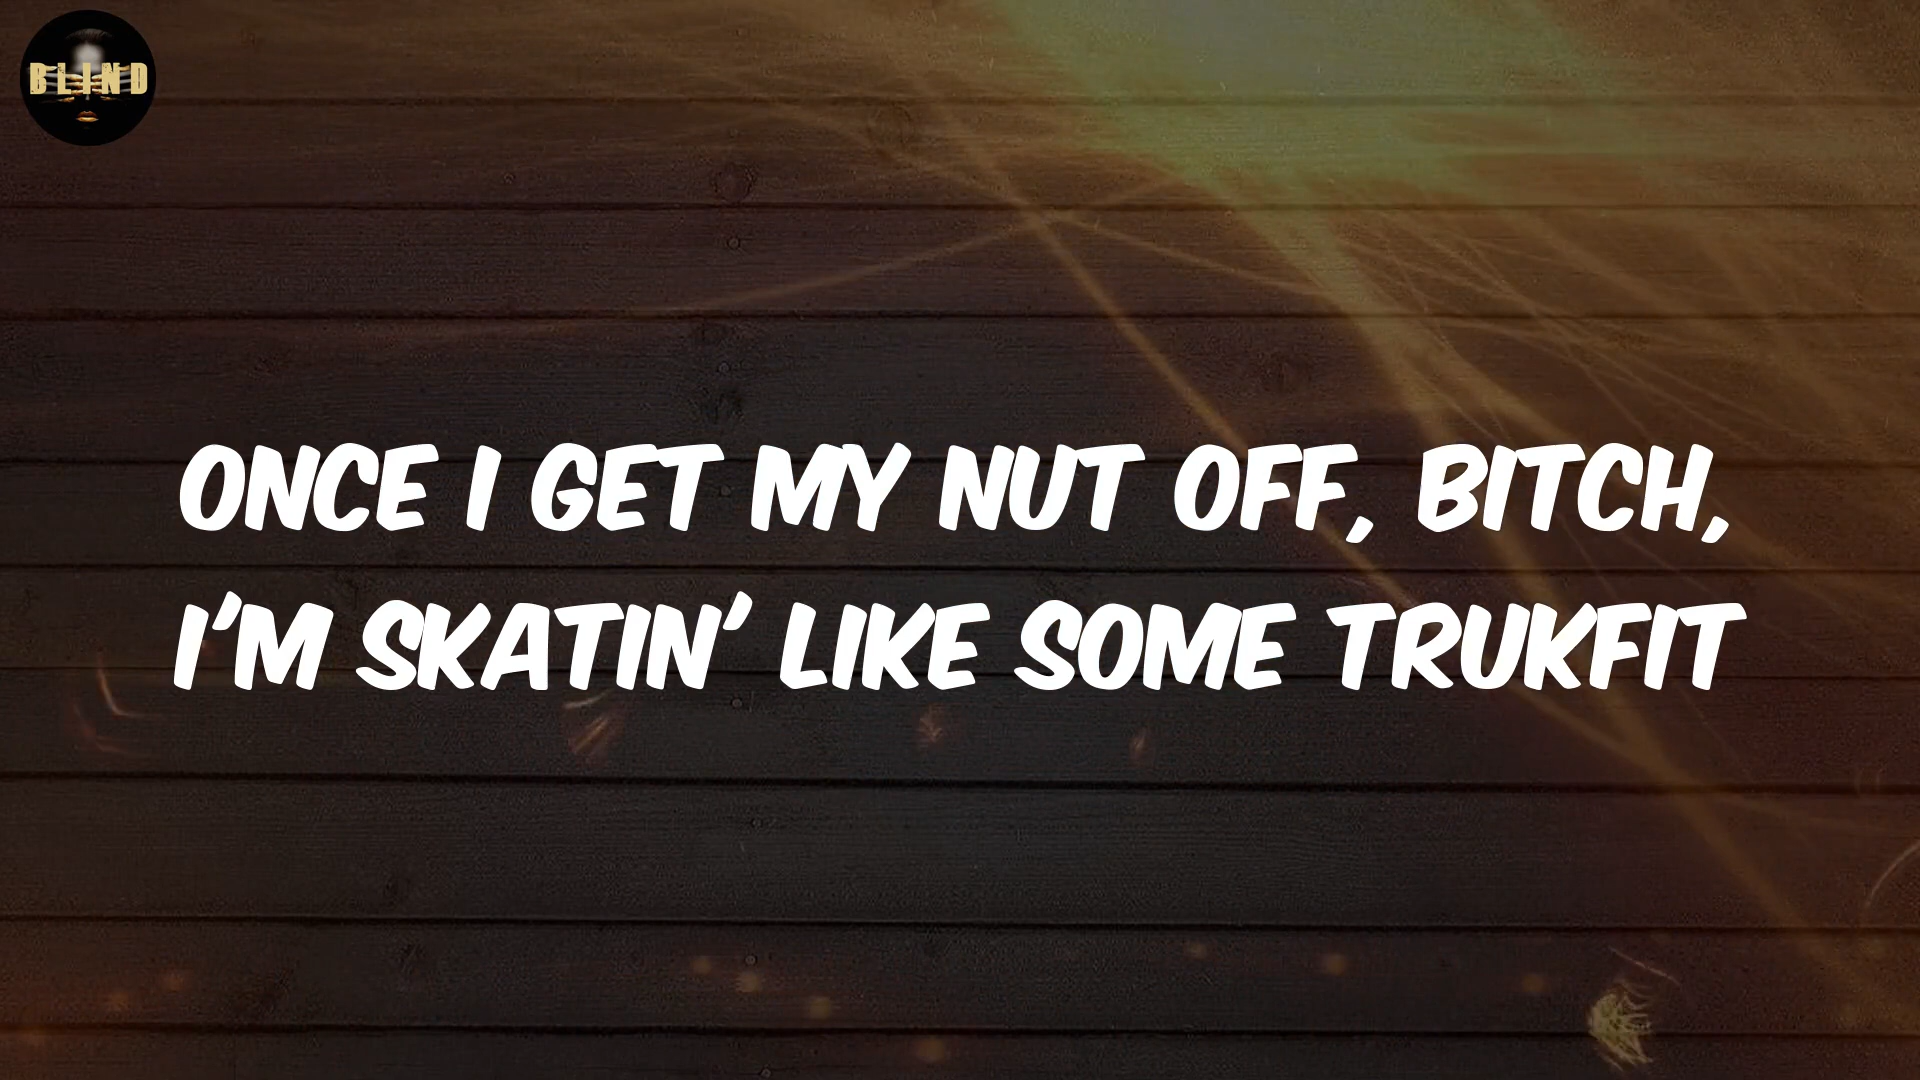 BLIND
ONCE I GET MY NUT OFF, BITCH,
I'M SKATIN' LIKE SOME TRUKFIT